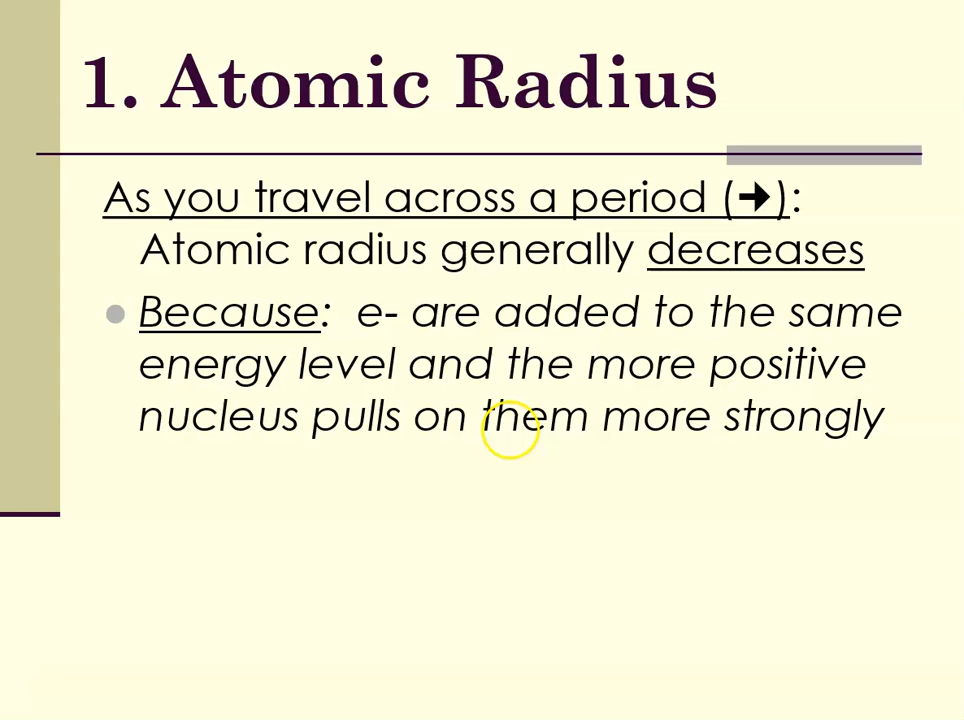 1. Atomic Radius
As you travel across a period (➔):
Atomic radius generally decreases
● Because:  e- are added to the same
energy level and the more positive
nucleus pulls on them more strongly